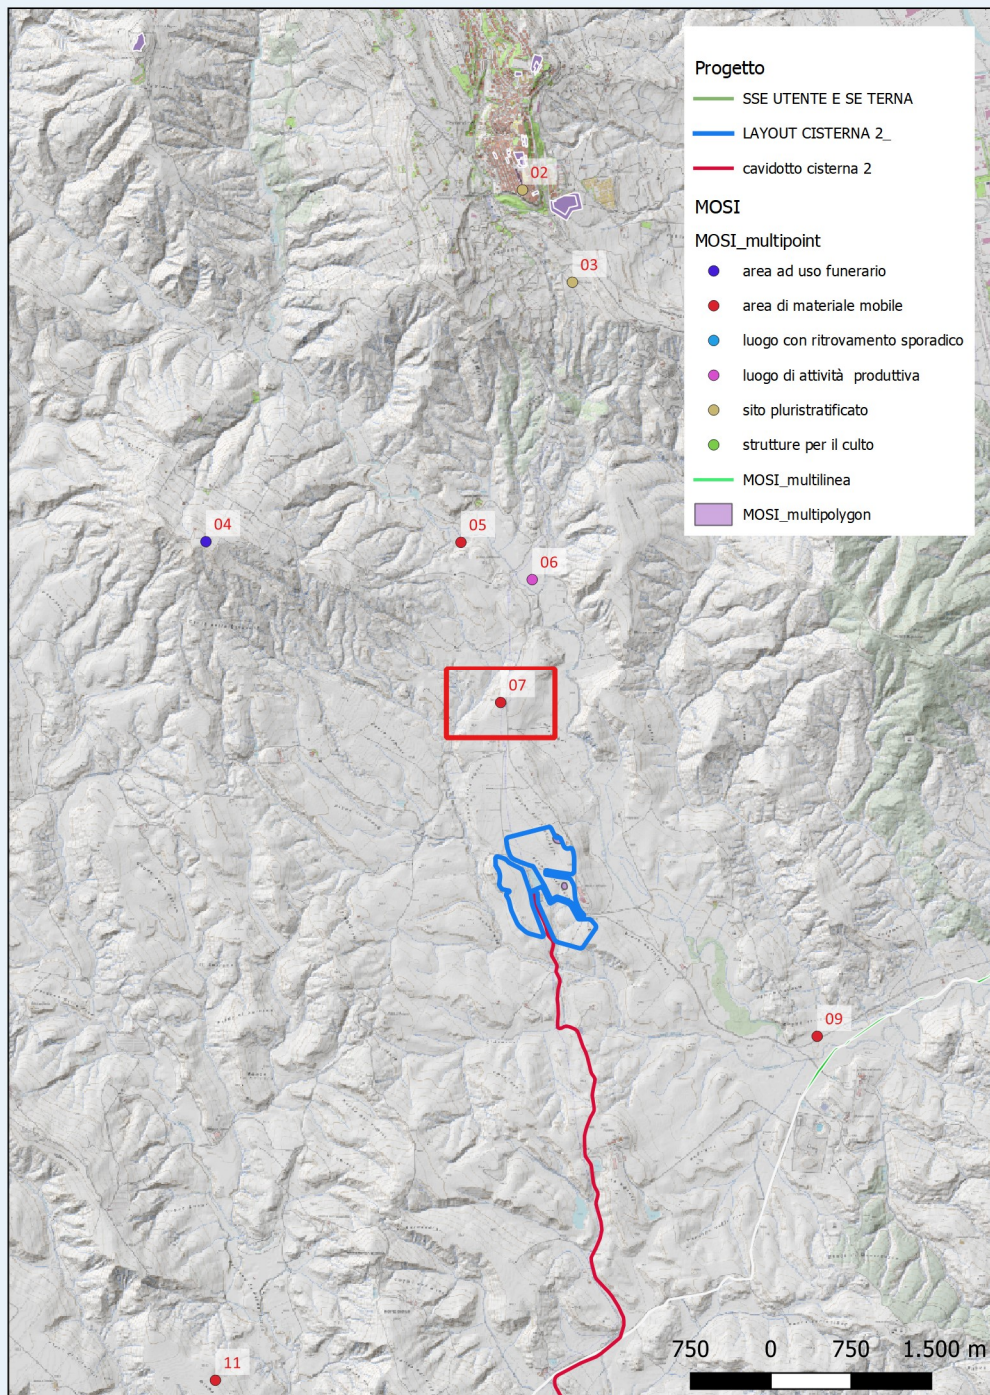 Progetto
SSE UTENTE E SE TERNA
LAYOUT CISTERNA 2_
cavidotto cisterna 2
MOSI
MOSI_multipoint
area ad uso funerario
area di materiale mobile
luogo con ritrovamento sporadico
luogo di attività produttiva
sito pluristratificato
strutture per il culto
MOSI_multilinea
MOSI_multipolygon
02
03
04
05
06
07
09
11
750 0 750 1.500 m